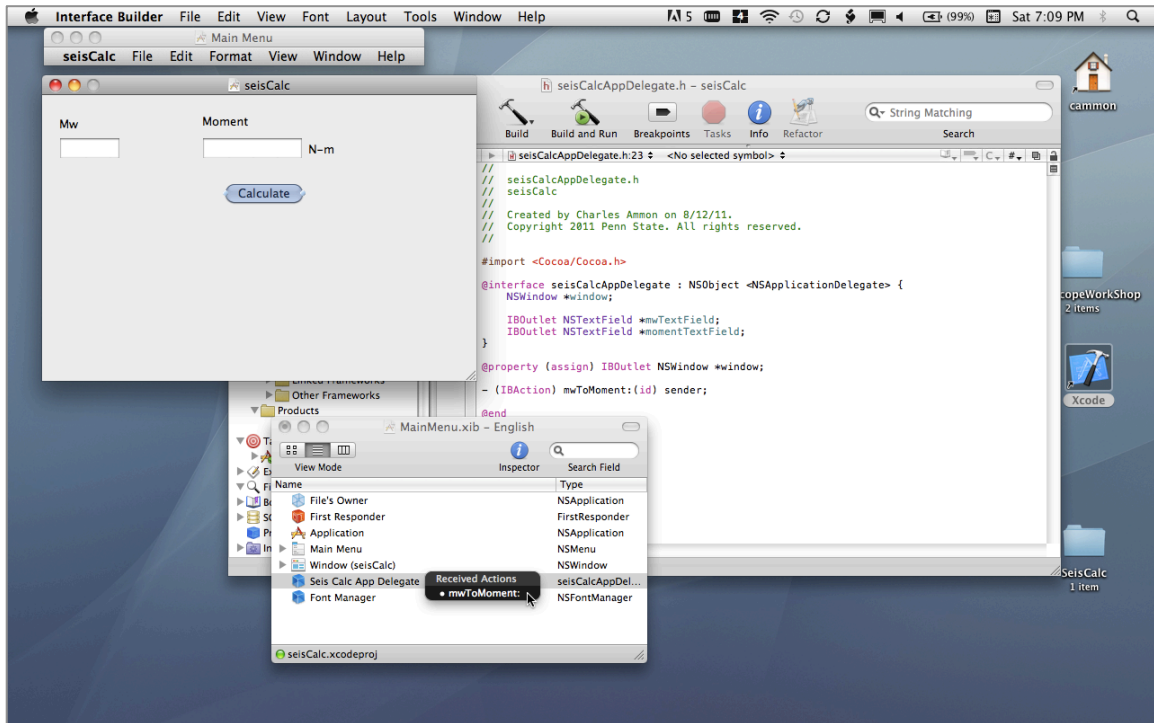 Interface Builder File Edit View Font Layout Tools Window Help 5 4 (99%) Sat 7:09 PM
Main Menu
seisCalc File Edit Format View Window Help
seisCalc
Mw
Moment
N-m
Calculate
h seisCalcAppDelegate.h – seisCalc
Build Build and Run Breakpoints Tasks Info Refactor
String Matching
Search
seisCalcAppDelegate.h:23 <No selected symbol> C #
//
// seisCalcAppDelegate.h
// seisCalc
//
// Created by Charles Ammon on 8/12/11.
// Copyright 2011 Penn State. All rights reserved.
//
#import <Cocoa/Cocoa.h>
@interface seisCalcAppDelegate : NSObject <NSApplicationDelegate> {
NSWindow *window;
IBOutlet NSTextField *mwTextField;
IBOutlet NSTextField *momentTextField;
}
@property (assign) IBOutlet NSWindow *window;
- (IBAction) mwToMoment:(id) sender;
@end
Linked Frameworks
Other Frameworks
Products
MainMenu.xib – English
View Mode Inspector Search Field
Name Type
File's Owner NSApplication
First Responder FirstResponder
Application NSApplication
Main Menu NSMenu
Window (seisCalc) NSWindow
Seis Calc App Delegate seisCalcAppDel...
Font Manager NSFontManager
Received Actions
• mwToMoment:
seisCalc.xcodeproj
cammon
copeWorkShop
2 items
Xcode
SeisCalc
1 item